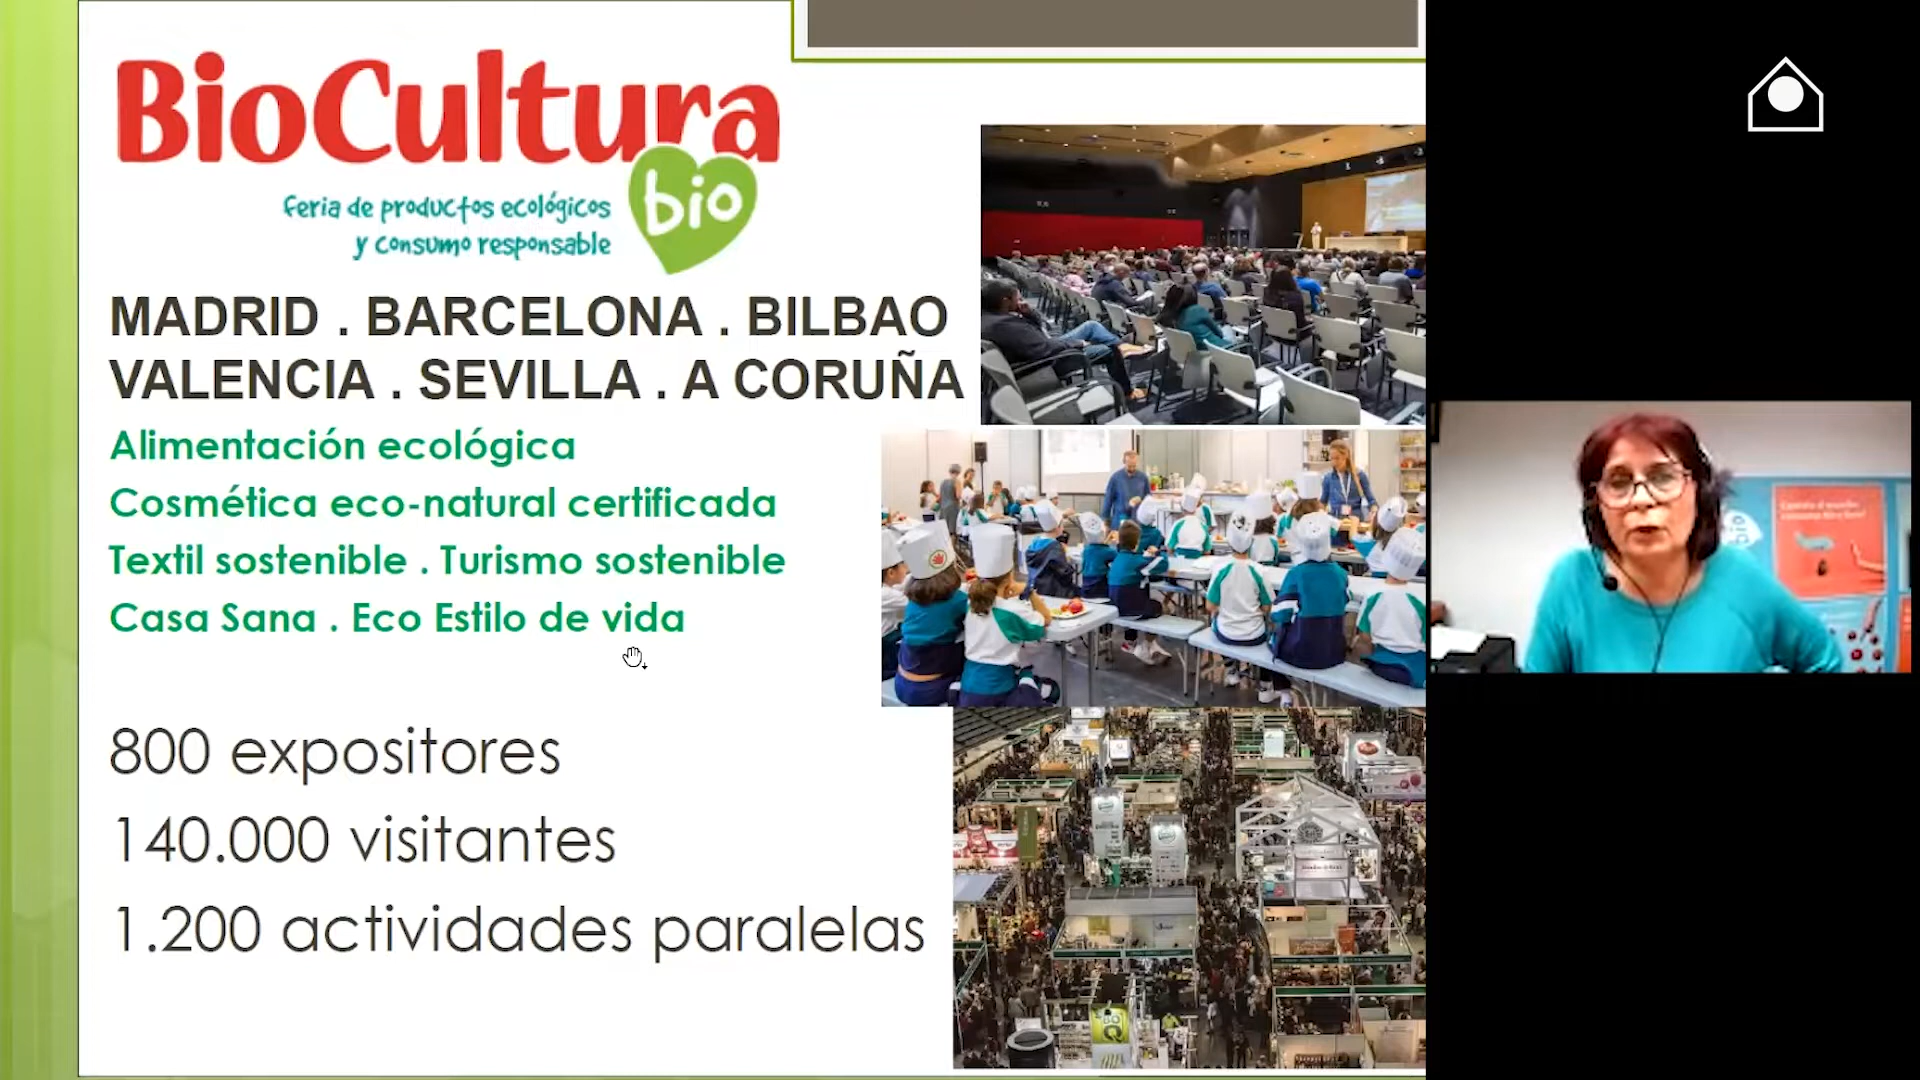 BioCultura
bio
feria de productos ecológicos
y consumo responsable
MADRID . BARCELONA . BILBAO
VALENCIA . SEVILLA . A CORUÑA
Alimentación ecológica
Cosmética eco-natural certificada
Textil sostenible . Turismo sostenible
Casa Sana . Eco Estilo de vida
800 expositores
140.000 visitantes
1.200 actividades paralelas
bio